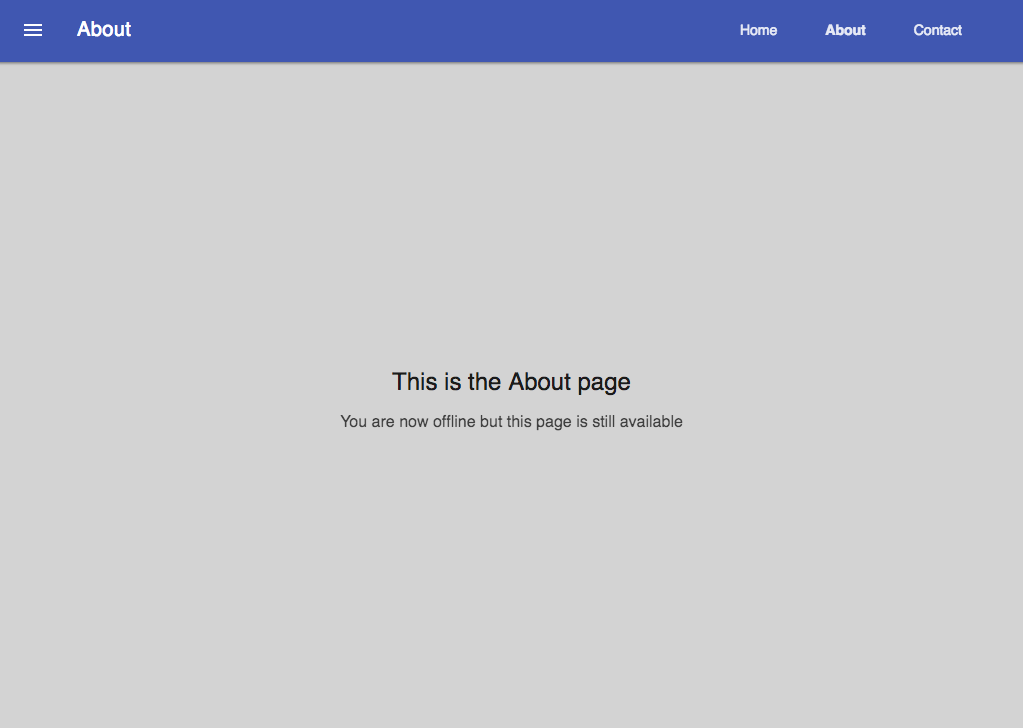 About
Home About Contact
This is the About page
You are now offline but this page is still available